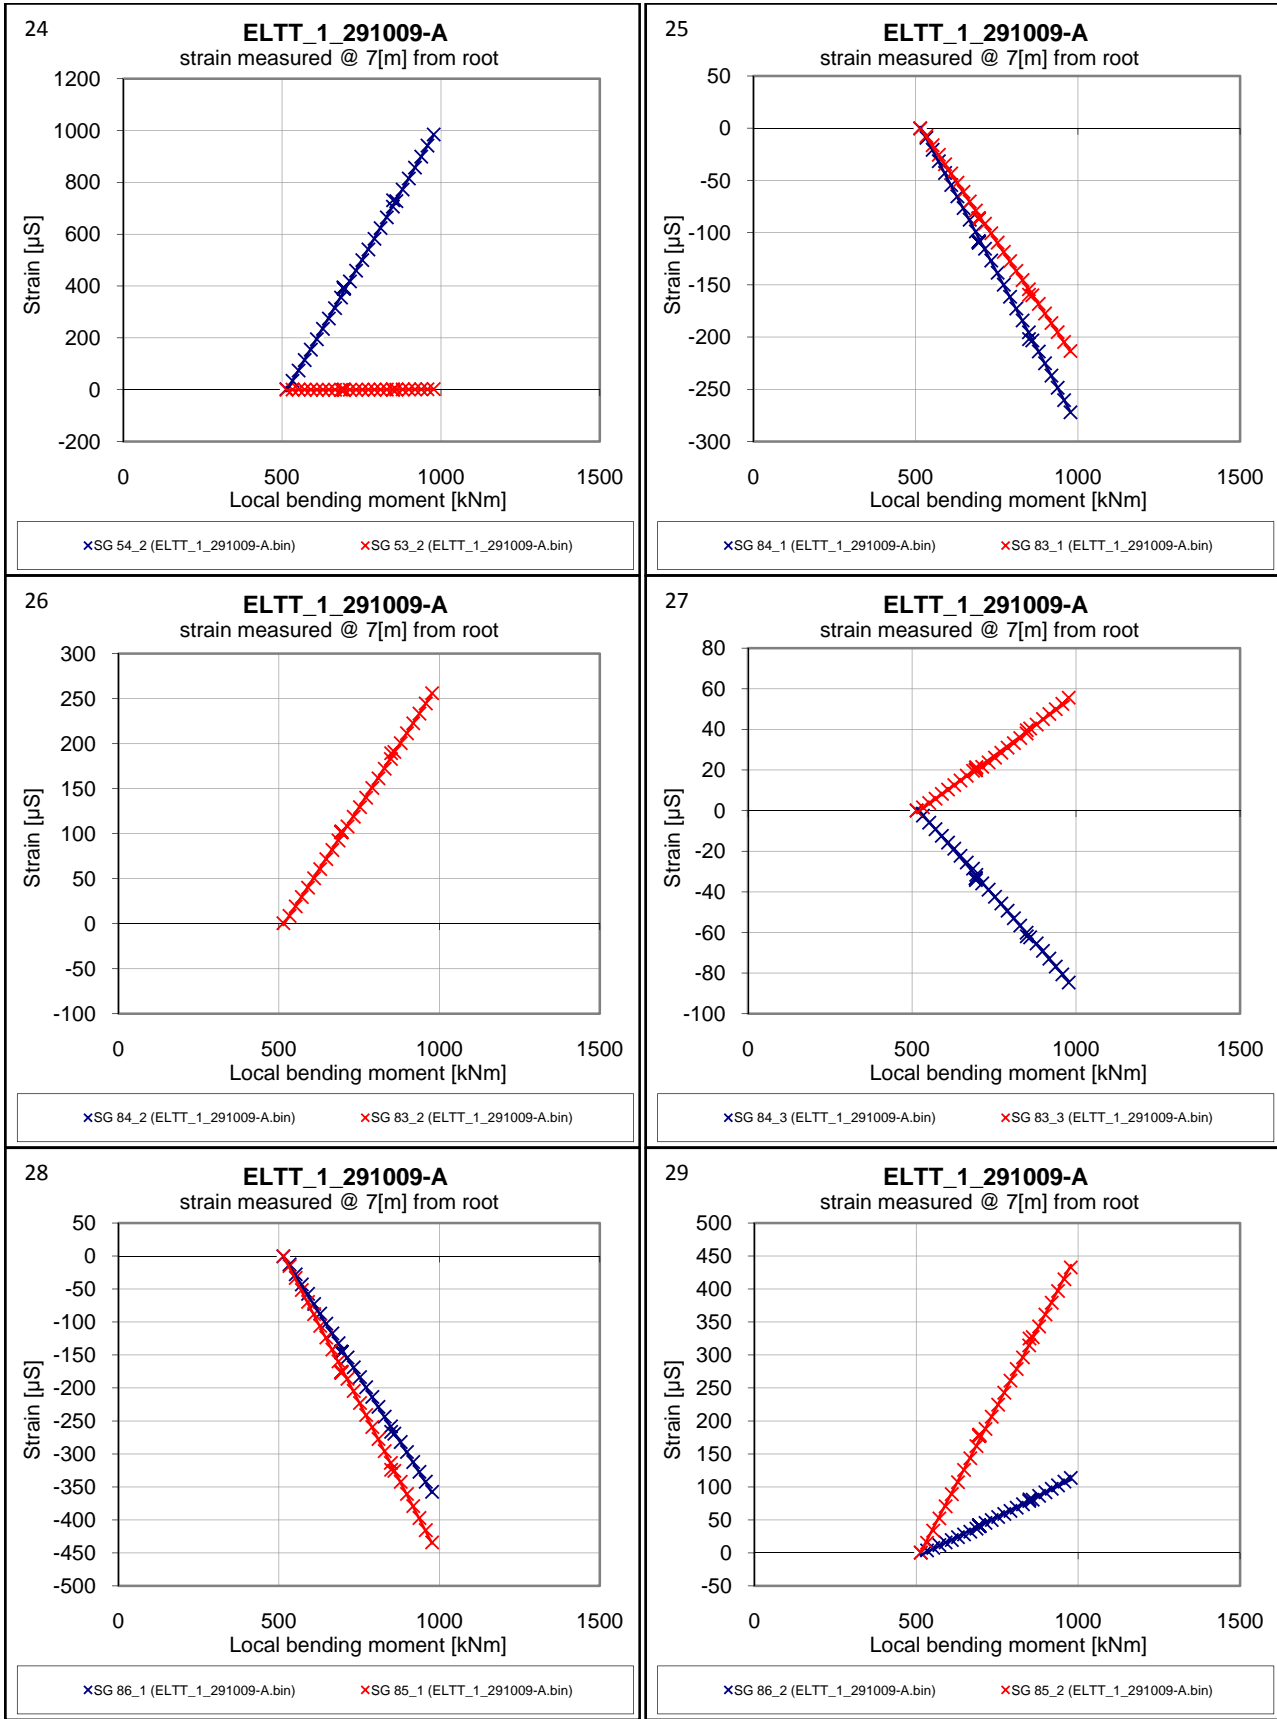 24
ELTT_1_291009-A
strain measured @ 7[m] from root
1200
1000
800
600
400
200
0
-200
Strain [µS]
0 500 1000 1500
Local bending moment [kNm]
SG 54_2 (ELTT_1_291009-A.bin) SG 53_2 (ELTT_1_291009-A.bin)
25
ELTT_1_291009-A
strain measured @ 7[m] from root
50
0
-50
-100
-150
-200
-250
-300
Strain [µS]
0 500 1000 1500
Local bending moment [kNm]
SG 84_1 (ELTT_1_291009-A.bin) SG 83_1 (ELTT_1_291009-A.bin)
26
ELTT_1_291009-A
strain measured @ 7[m] from root
300
250
200
150
100
50
0
-50
-100
Strain [µS]
0 500 1000 1500
Local bending moment [kNm]
SG 84_2 (ELTT_1_291009-A.bin) SG 83_2 (ELTT_1_291009-A.bin)
27
ELTT_1_291009-A
strain measured @ 7[m] from root
80
60
40
20
0
-20
-40
-60
-80
-100
Strain [µS]
0 500 1000 1500
Local bending moment [kNm]
SG 84_3 (ELTT_1_291009-A.bin) SG 83_3 (ELTT_1_291009-A.bin)
28
ELTT_1_291009-A
strain measured @ 7[m] from root
50
0
-50
-100
-150
-200
-250
-300
-350
-400
-450
-500
Strain [µS]
0 500 1000 1500
Local bending moment [kNm]
SG 86_1 (ELTT_1_291009-A.bin) SG 85_1 (ELTT_1_291009-A.bin)
29
ELTT_1_291009-A
strain measured @ 7[m] from root
500
450
400
350
300
250
200
150
100
50
0
-50
Strain [µS]
0 500 1000 1500
Local bending moment [kNm]
SG 86_2 (ELTT_1_291009-A.bin) SG 85_2 (ELTT_1_291009-A.bin)